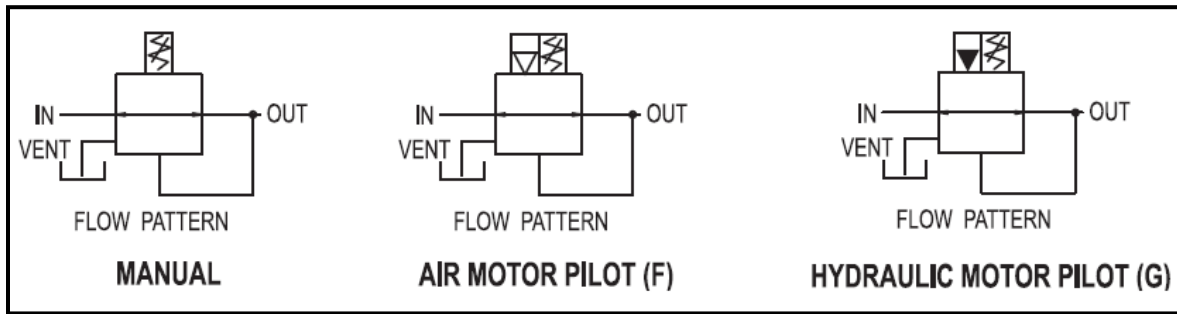 IN
OUT
VENT
FLOW PATTERN
MANUAL
IN
OUT
VENT
FLOW PATTERN
AIR MOTOR PILOT (F)
IN
OUT
VENT
FLOW PATTERN
HYDRAULIC MOTOR PILOT (G)